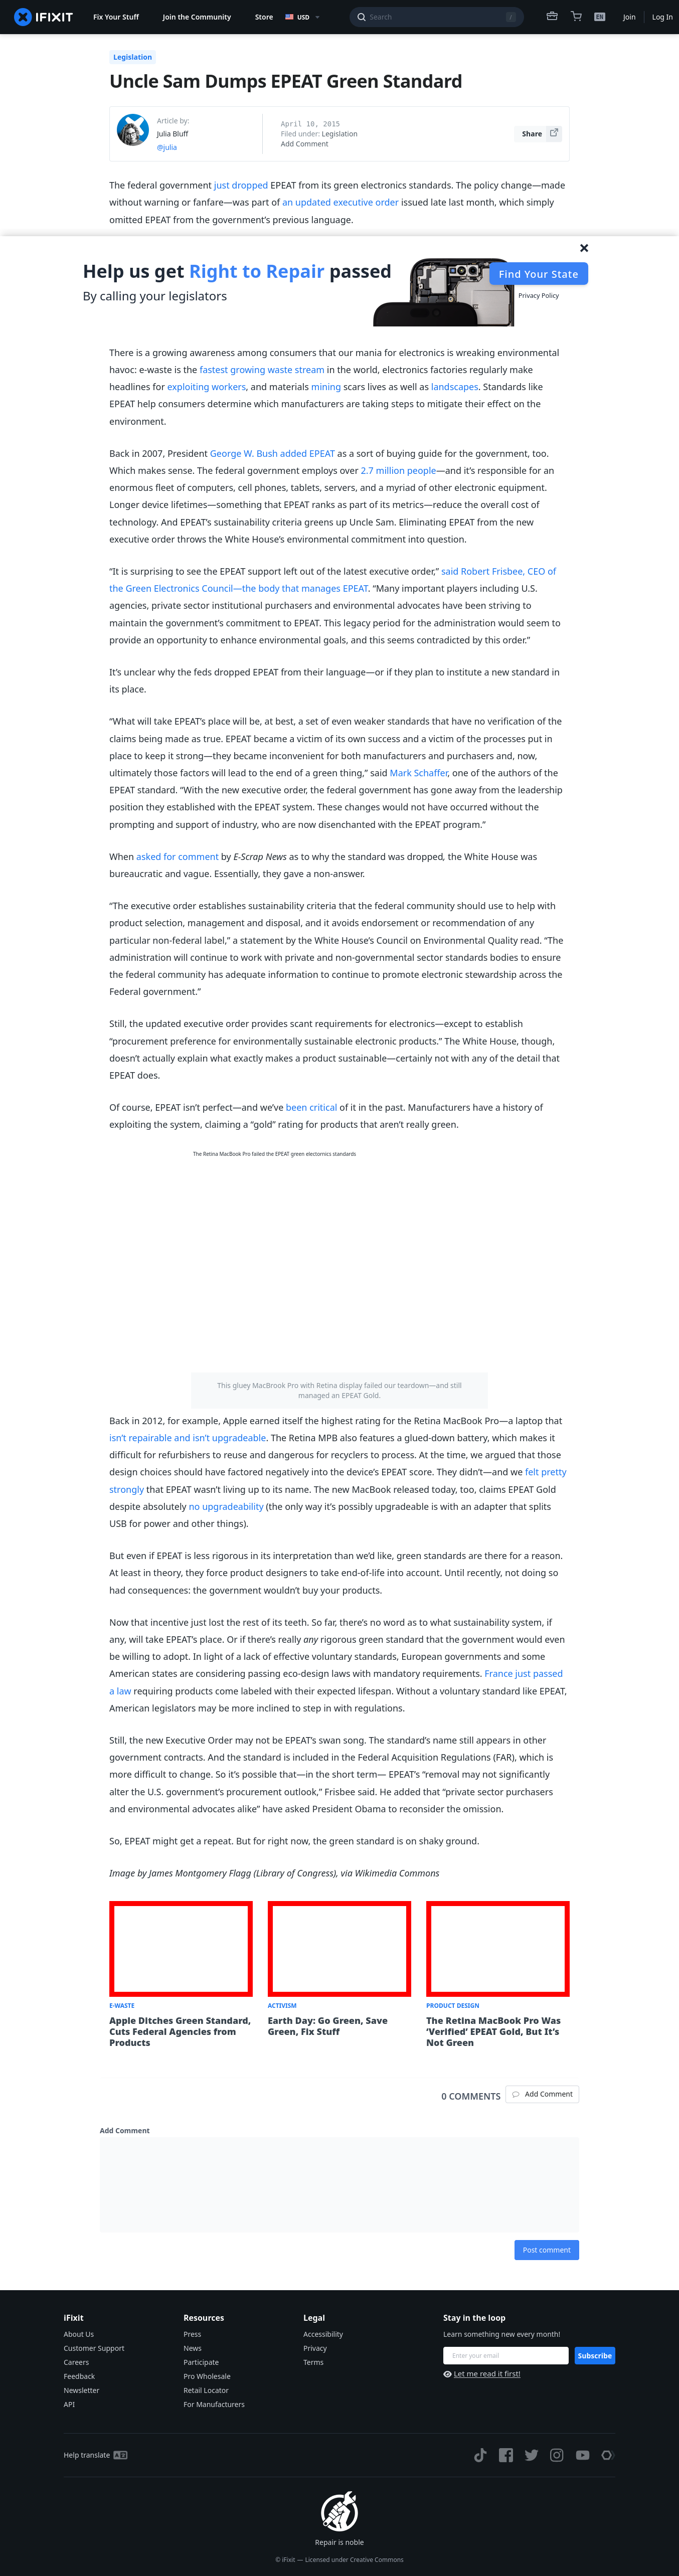 IFIXIT
Fix Your Stuff
Join the Community
Store
USD
Search
/
EN
Join
Log In
Legislation
Uncle Sam Dumps EPEAT Green Standard
Article by:
Julia Bluff
@julia
April 10, 2015
Filed under: Legislation
Add Comment
Share
The federal government just dropped EPEAT from its green electronics standards. The policy change—made
without warning or fanfare—was part of an updated executive order issued late last month, which simply
omitted EPEAT from the government’s previous language.
Help us get Right to Repair passed
By calling your legislators
Find Your State
Privacy Policy
There is a growing awareness among consumers that our mania for electronics is wreaking environmental
havoc: e-waste is the fastest growing waste stream in the world, electronics factories regularly make
headlines for exploiting workers, and materials mining scars lives as well as landscapes. Standards like
EPEAT help consumers determine which manufacturers are taking steps to mitigate their effect on the
environment.
Back in 2007, President George W. Bush added EPEAT as a sort of buying guide for the government, too.
Which makes sense. The federal government employs over 2.7 million people—and it’s responsible for an
enormous fleet of computers, cell phones, tablets, servers, and a myriad of other electronic equipment.
Longer device lifetimes—something that EPEAT ranks as part of its metrics—reduce the overall cost of
technology. And EPEAT’s sustainability criteria greens up Uncle Sam. Eliminating EPEAT from the new
executive order throws the White House’s environmental commitment into question.
“It is surprising to see the EPEAT support left out of the latest executive order,” said Robert Frisbee, CEO of
the Green Electronics Council—the body that manages EPEAT. “Many important players including U.S.
agencies, private sector institutional purchasers and environmental advocates have been striving to
maintain the government’s commitment to EPEAT. This legacy period for the administration would seem to
provide an opportunity to enhance environmental goals, and this seems contradicted by this order.”
It’s unclear why the feds dropped EPEAT from their language—or if they plan to institute a new standard in
its place.
“What will take EPEAT’s place will be, at best, a set of even weaker standards that have no verification of the
claims being made as true. EPEAT became a victim of its own success and a victim of the processes put in
place to keep it strong—they became inconvenient for both manufacturers and purchasers and, now,
ultimately those factors will lead to the end of a green thing,” said Mark Schaffer, one of the authors of the
EPEAT standard. “With the new executive order, the federal government has gone away from the leadership
position they established with the EPEAT system. These changes would not have occurred without the
prompting and support of industry, who are now disenchanted with the EPEAT program.”
When asked for comment by E-Scrap News as to why the standard was dropped, the White House was
bureaucratic and vague. Essentially, they gave a non-answer.
“The executive order establishes sustainability criteria that the federal community should use to help with
product selection, management and disposal, and it avoids endorsement or recommendation of any
particular non-federal label,” a statement by the White House’s Council on Environmental Quality read. “The
administration will continue to work with private and non-governmental sector standards bodies to ensure
the federal community has adequate information to continue to promote electronic stewardship across the
Federal government.”
Still, the updated executive order provides scant requirements for electronics—except to establish
“procurement preference for environmentally sustainable electronic products.” The White House, though,
doesn’t actually explain what exactly makes a product sustainable—certainly not with any of the detail that
EPEAT does.
Of course, EPEAT isn’t perfect—and we’ve been critical of it in the past. Manufacturers have a history of
exploiting the system, claiming a “gold” rating for products that aren’t really green.
The Retina MacBook Pro failed the EPEAT green electornics standards
This gluey MacBrook Pro with Retina display failed our teardown—and still
managed an EPEAT Gold.
Back in 2012, for example, Apple earned itself the highest rating for the Retina MacBook Pro—a laptop that
isn’t repairable and isn’t upgradeable. The Retina MPB also features a glued-down battery, which makes it
difficult for refurbishers to reuse and dangerous for recyclers to process. At the time, we argued that those
design choices should have factored negatively into the device’s EPEAT score. They didn’t—and we felt pretty
strongly that EPEAT wasn’t living up to its name. The new MacBook released today, too, claims EPEAT Gold
despite absolutely no upgradeability (the only way it’s possibly upgradeable is with an adapter that splits
USB for power and other things).
But even if EPEAT is less rigorous in its interpretation than we’d like, green standards are there for a reason.
At least in theory, they force product designers to take end-of-life into account. Until recently, not doing so
had consequences: the government wouldn’t buy your products.
Now that incentive just lost the rest of its teeth. So far, there’s no word as to what sustainability system, if
any, will take EPEAT’s place. Or if there’s really any rigorous green standard that the government would even
be willing to adopt. In light of a lack of effective voluntary standards, European governments and some
American states are considering passing eco-design laws with mandatory requirements. France just passed
a law requiring products come labeled with their expected lifespan. Without a voluntary standard like EPEAT,
American legislators may be more inclined to step in with regulations.
Still, the new Executive Order may not be EPEAT’s swan song. The standard’s name still appears in other
government contracts. And the standard is included in the Federal Acquisition Regulations (FAR), which is
more difficult to change. So it’s possible that—in the short term— EPEAT’s “removal may not significantly
alter the U.S. government’s procurement outlook,” Frisbee said. He added that “private sector purchasers
and environmental advocates alike” have asked President Obama to reconsider the omission.
So, EPEAT might get a repeat. But for right now, the green standard is on shaky ground.
Image by James Montgomery Flagg (Library of Congress), via Wikimedia Commons
E-WASTE
Apple Ditches Green Standard,
Cuts Federal Agencies from
Products
ACTIVISM
Earth Day: Go Green, Save
Green, Fix Stuff
PRODUCT DESIGN
The Retina MacBook Pro Was
‘Verified’ EPEAT Gold, But It’s
Not Green
0 COMMENTS
Add Comment
Add Comment
Post comment
iFixit
About Us
Customer Support
Careers
Feedback
Newsletter
API
Resources
Press
News
Participate
Pro Wholesale
Retail Locator
For Manufacturers
Legal
Accessibility
Privacy
Terms
Stay in the loop
Learn something new every month!
Enter your email
Subscribe
Let me read it first!
Help translate
Repair is noble
© iFixit — Licensed under Creative Commons